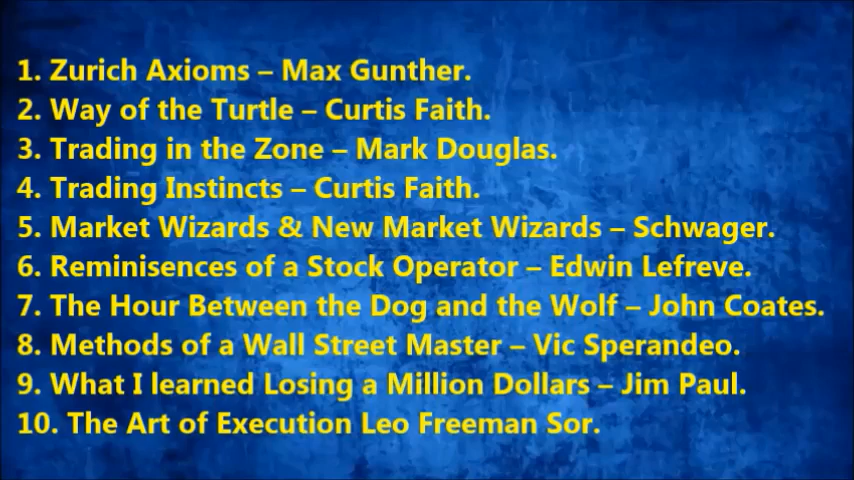 1. Zurich Axioms – Max Gunther.
2. Way of the Turtle – Curtis Faith.
3. Trading in the Zone – Mark Douglas.
4. Trading Instincts – Curtis Faith.
5. Market Wizards & New Market Wizards – Schwager.
6. Reminisences of a Stock Operator – Edwin Lefreve.
7. The Hour Between the Dog and the Wolf – John Coates.
8. Methods of a Wall Street Master – Vic Sperandeo.
9. What I learned Losing a Million Dollars – Jim Paul.
10. The Art of Execution Leo Freeman Sor.